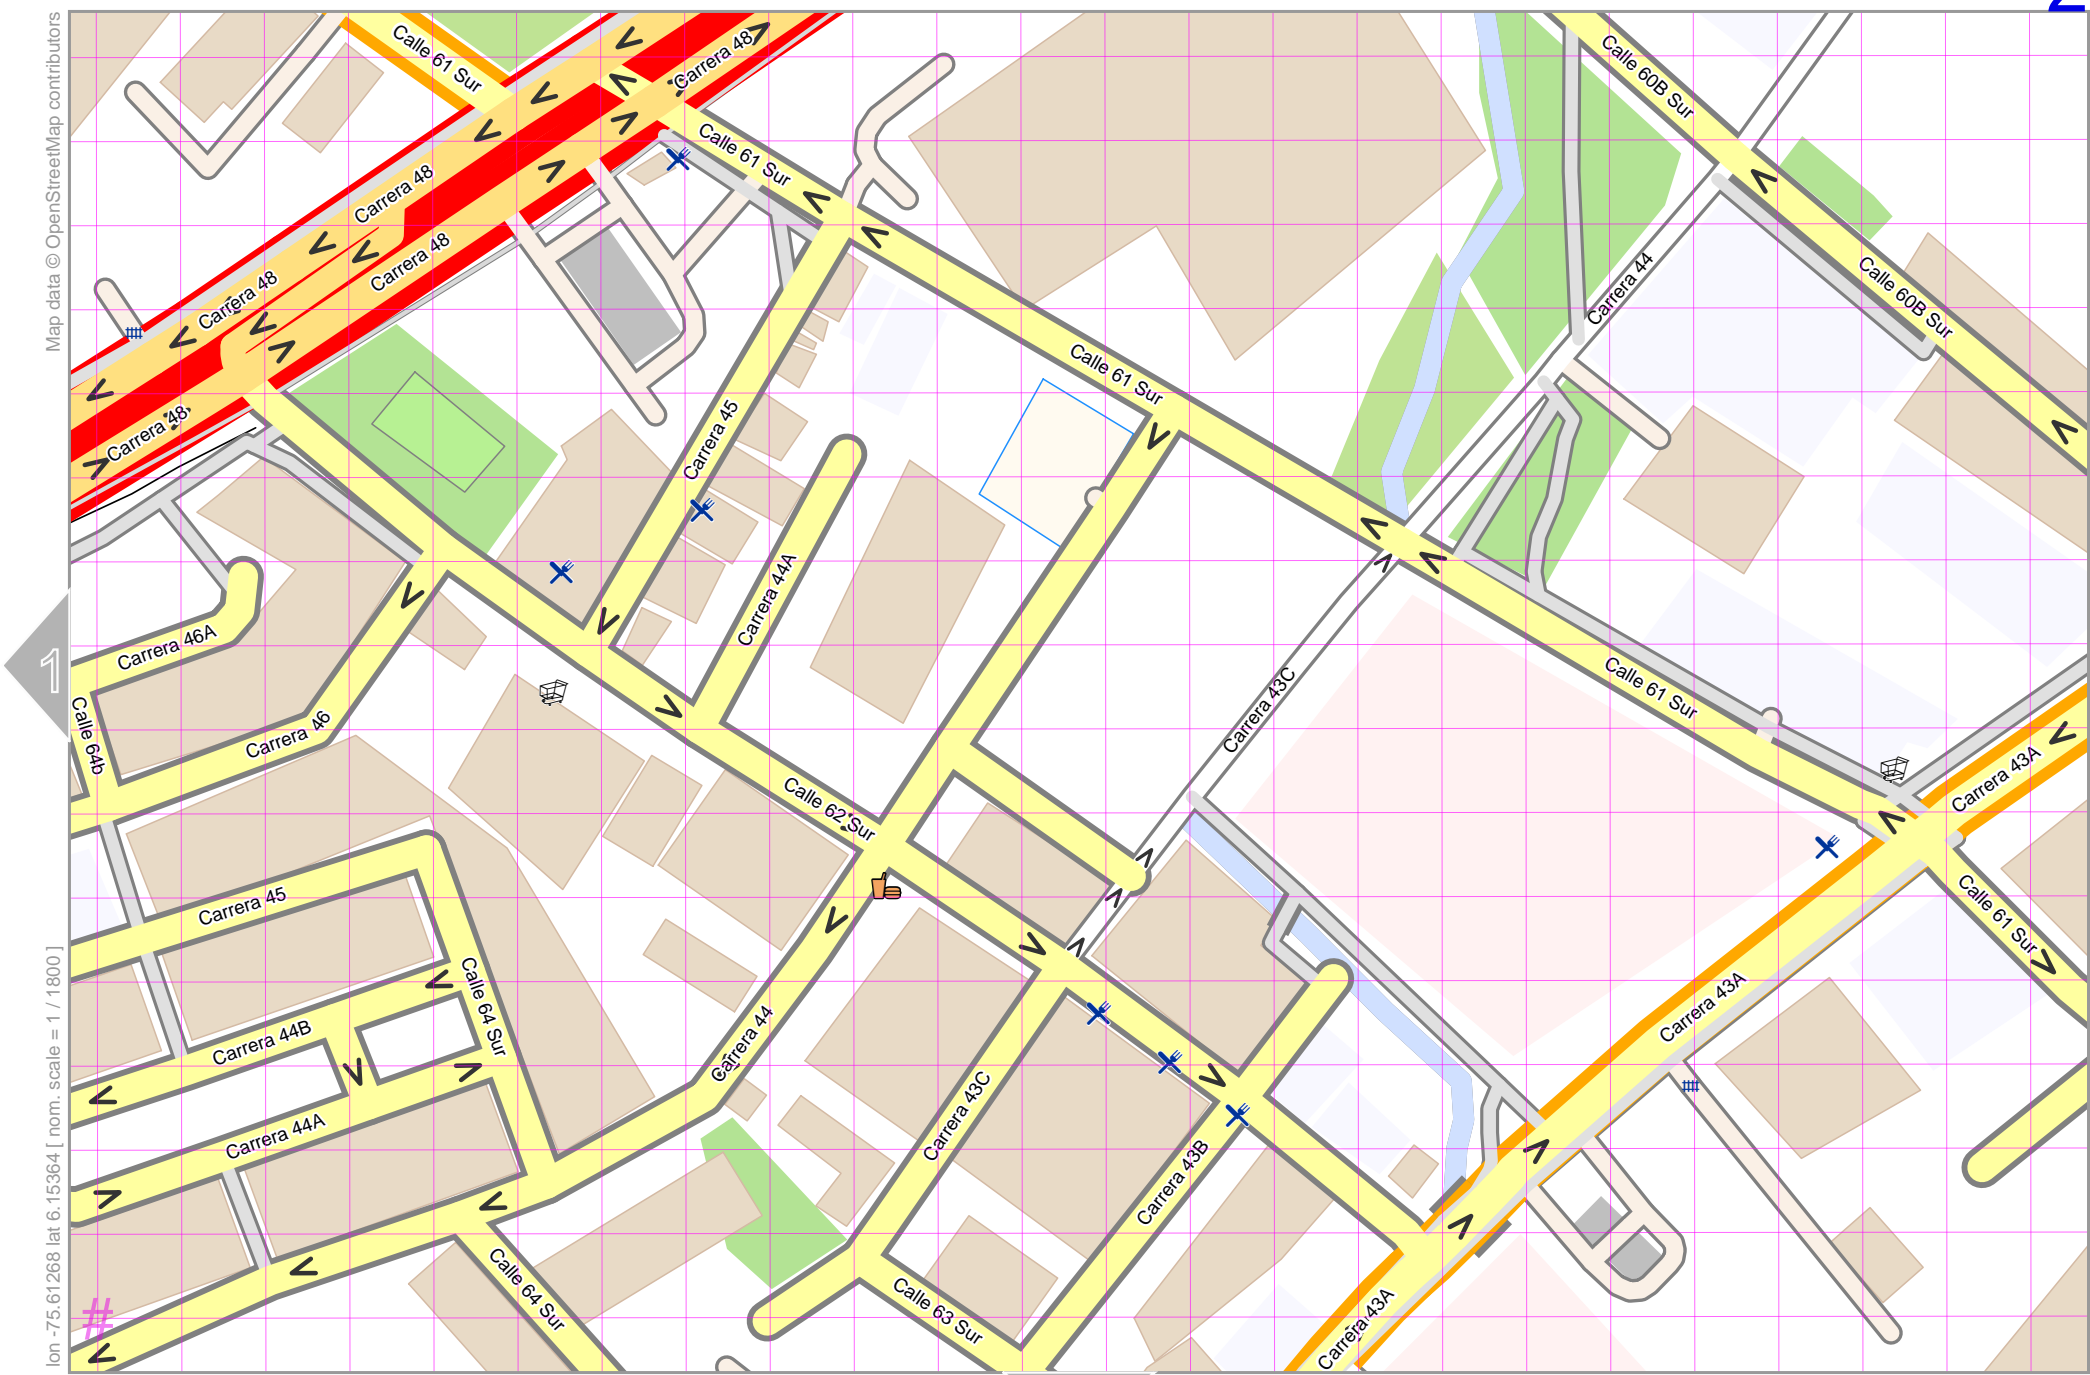 Map data © OpenStreetMap contributors
lon -75.61268 lat 6.15364 [ nom. scale = 1 / 1800 ]
Calle 61 Sur
Carrera 48
Calle 61 Sur
Calle 60B Sur
Carrera 48
Carrera 48
Carrera 48
Carrera 44
Calle 60B Sur
Carrera 48
Calle 61 Sur
Carrera 45
Carrera 44A
Carrera 46A
1
Calle 64b
Carrera 46
Carrera 43C
Calle 61 Sur
Calle 62 Sur
Carrera 43A
Carrera 45
Calle 64 Sur
Calle 61 Sur
Carrera 44B
Carrera 44
Carrera 43A
Carrera 44A
Carrera 43C
Carrera 43B
Calle 64 Sur
Calle 63 Sur
Carrera 43A
#